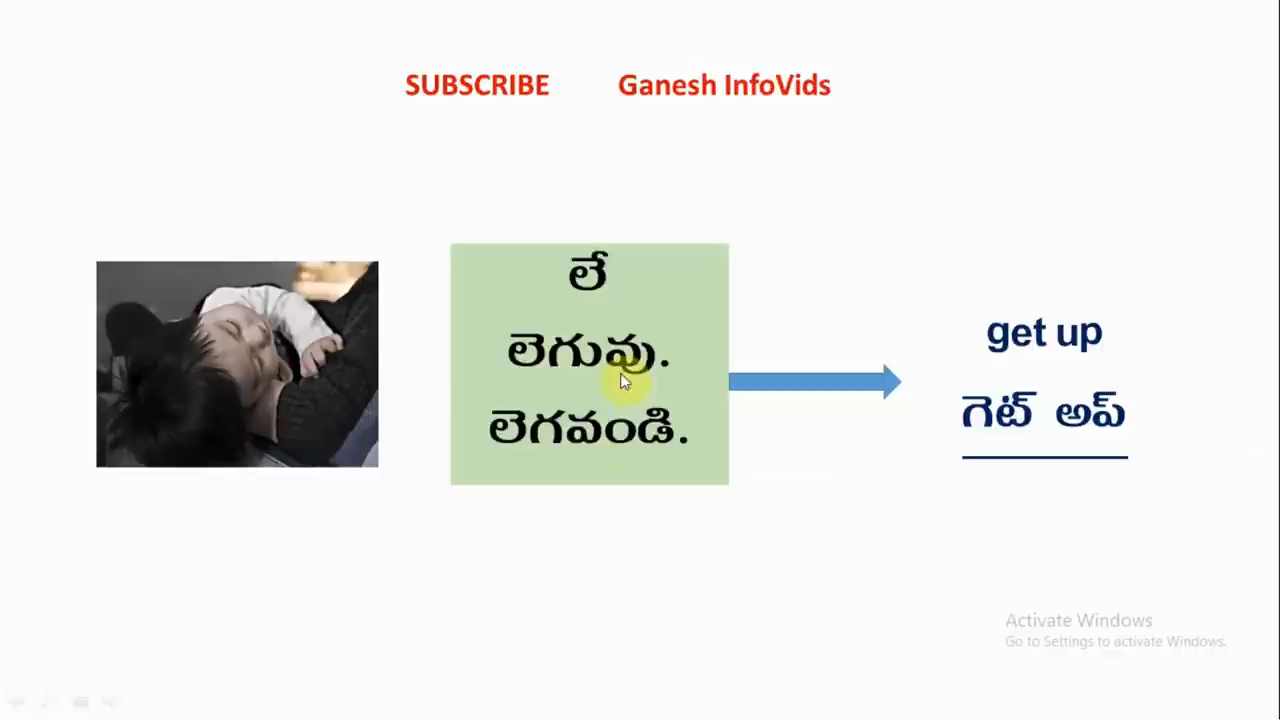 SUBSCRIBE Ganesh InfoVids
లే
లెగువు.
లెగవండి.
get up
గెట్ అప్
Activate Windows
Go to Settings to activate Windows.